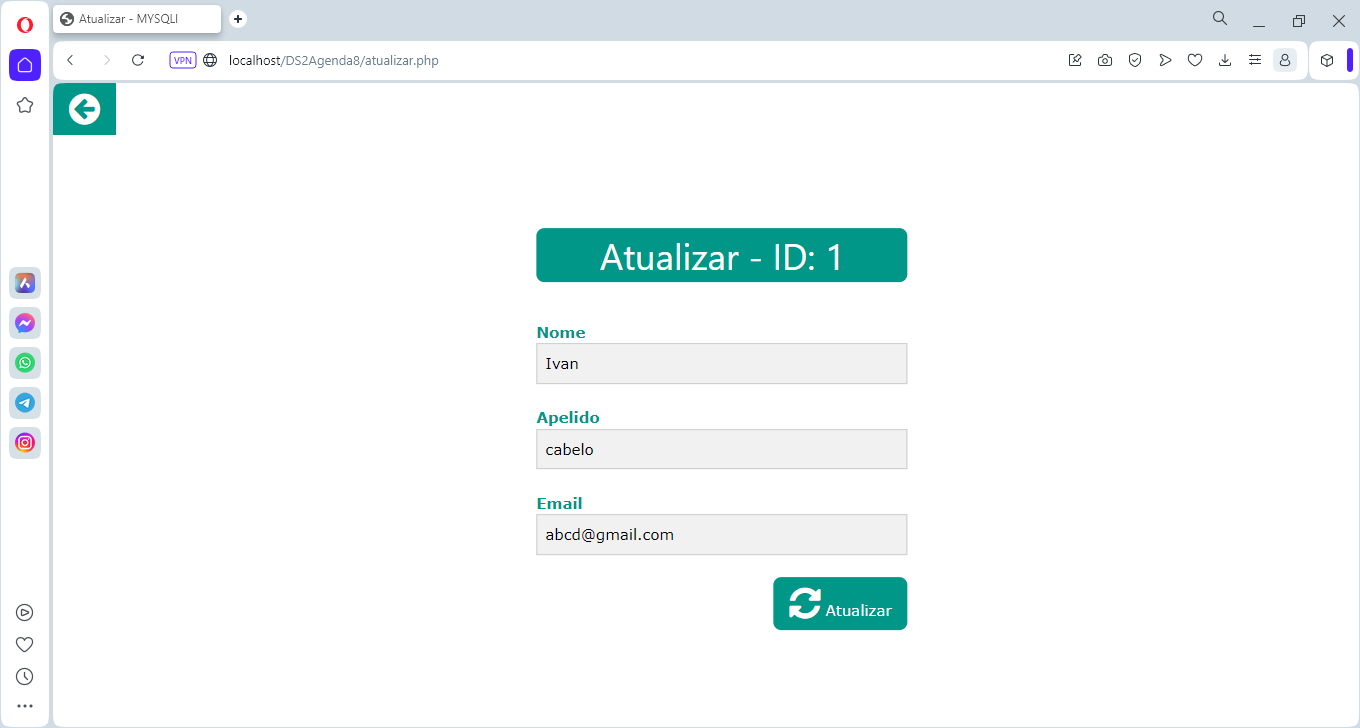 Atualizar - MYSQLI
VPN
localhost/DS2Agenda8/atualizar.php
Atualizar - ID: 1
Nome
Ivan
Apelido
cabelo
Email
abcd@gmail.com
Atualizar